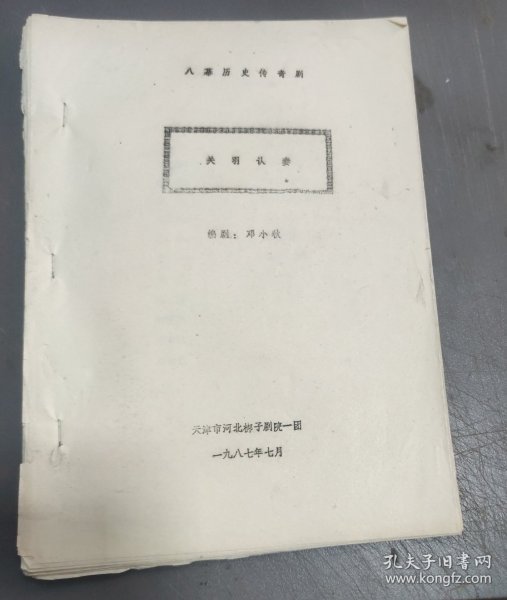 八幕历史传奇剧
关羽认妻
编剧：邓小秋
天津市河北梆子剧院一团
一九八七年七月
孔夫子旧书网
www.kongfz.com